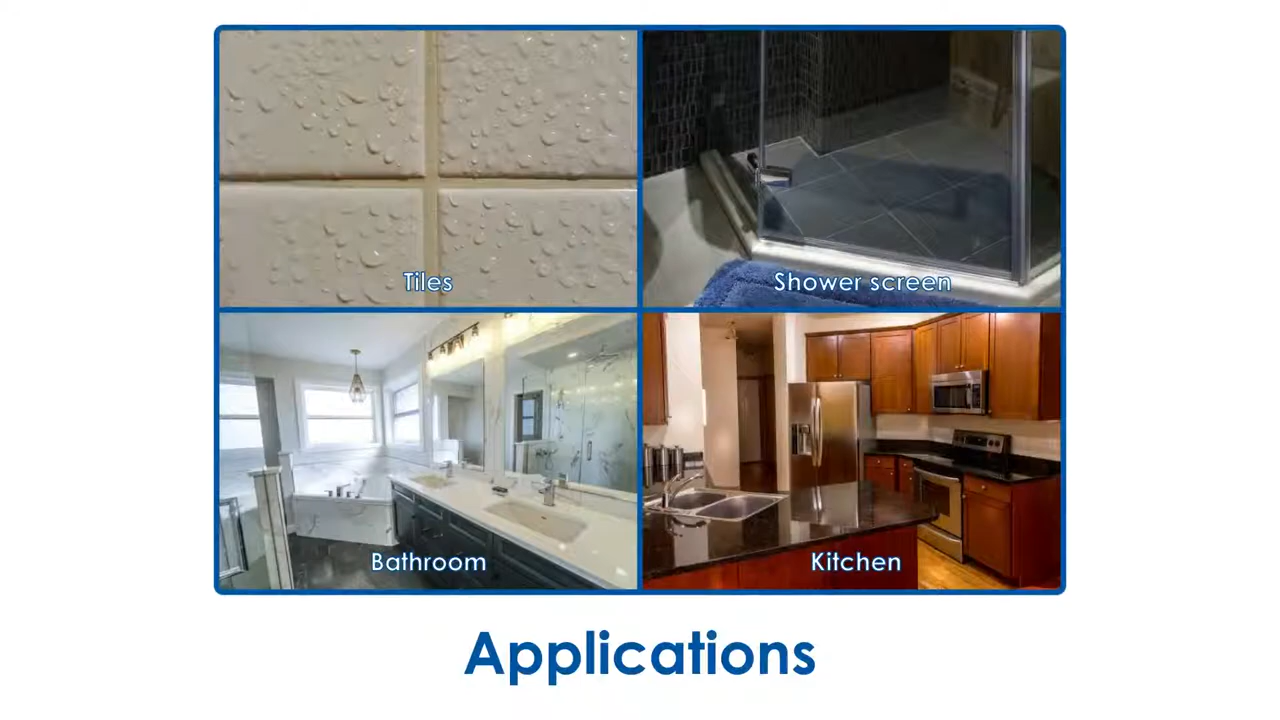 Tiles
Shower screen
Bathroom
Kitchen
Applications